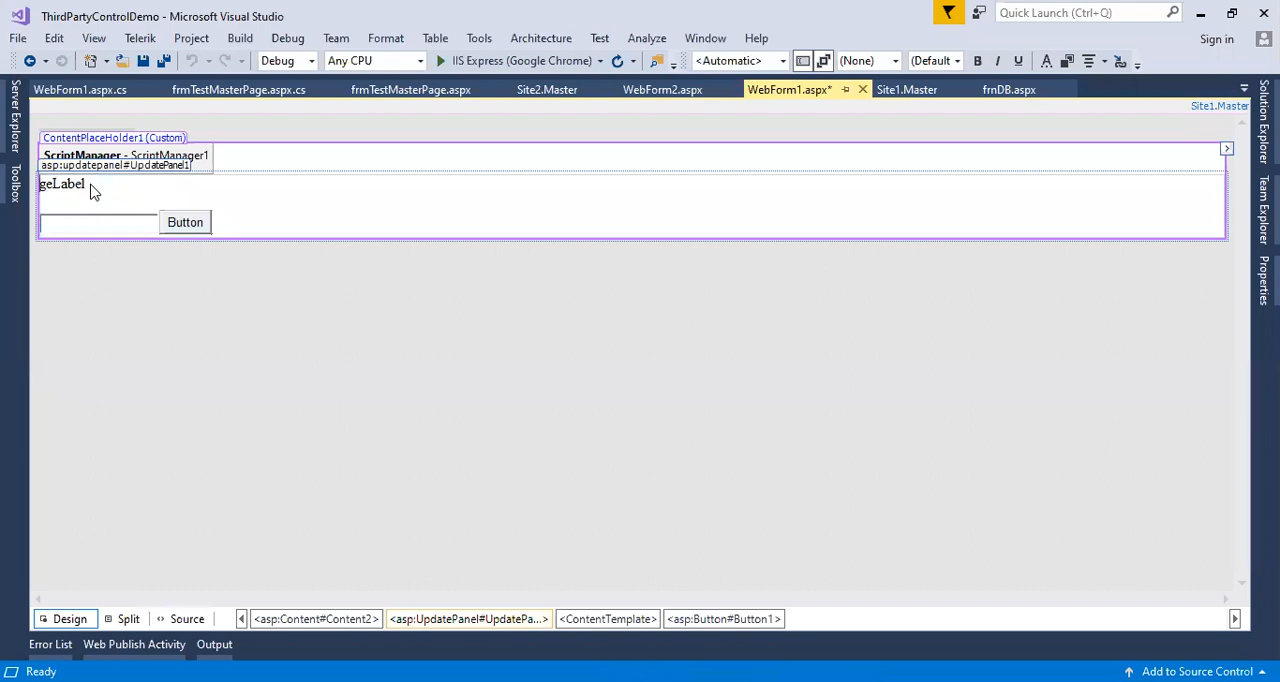 ThirdPartyControlDemo - Microsoft Visual Studio
Quick Launch (Ctrl+Q)
File Edit View Telerik Project Build Debug Team Format Table Tools Architecture Test Analyze Window Help
Sign in
Debug Any CPU IIS Express (Google Chrome) <Automatic> (None) (Default B I U A
WebForm1.aspx.cs frmTestMasterPage.aspx.cs frmTestMasterPage.aspx Site2.Master WebForm2.aspx WebForm1.aspx* Site1.Master frnDB.aspx
Site1.Master
Server Explorer
Toolbox
Solution Explorer
Team Explorer
Properties
ContentPlaceHolder1 (Custom)
ScriptManager - ScriptManager1
asp:updatepanel#UpdatePanel1
geLabel
Button
Design Split Source <asp:Content#Content2> <asp:UpdatePanel#UpdatePa...> <ContentTemplate> <asp:Button#Button1>
Error List Web Publish Activity Output
Ready
Add to Source Control